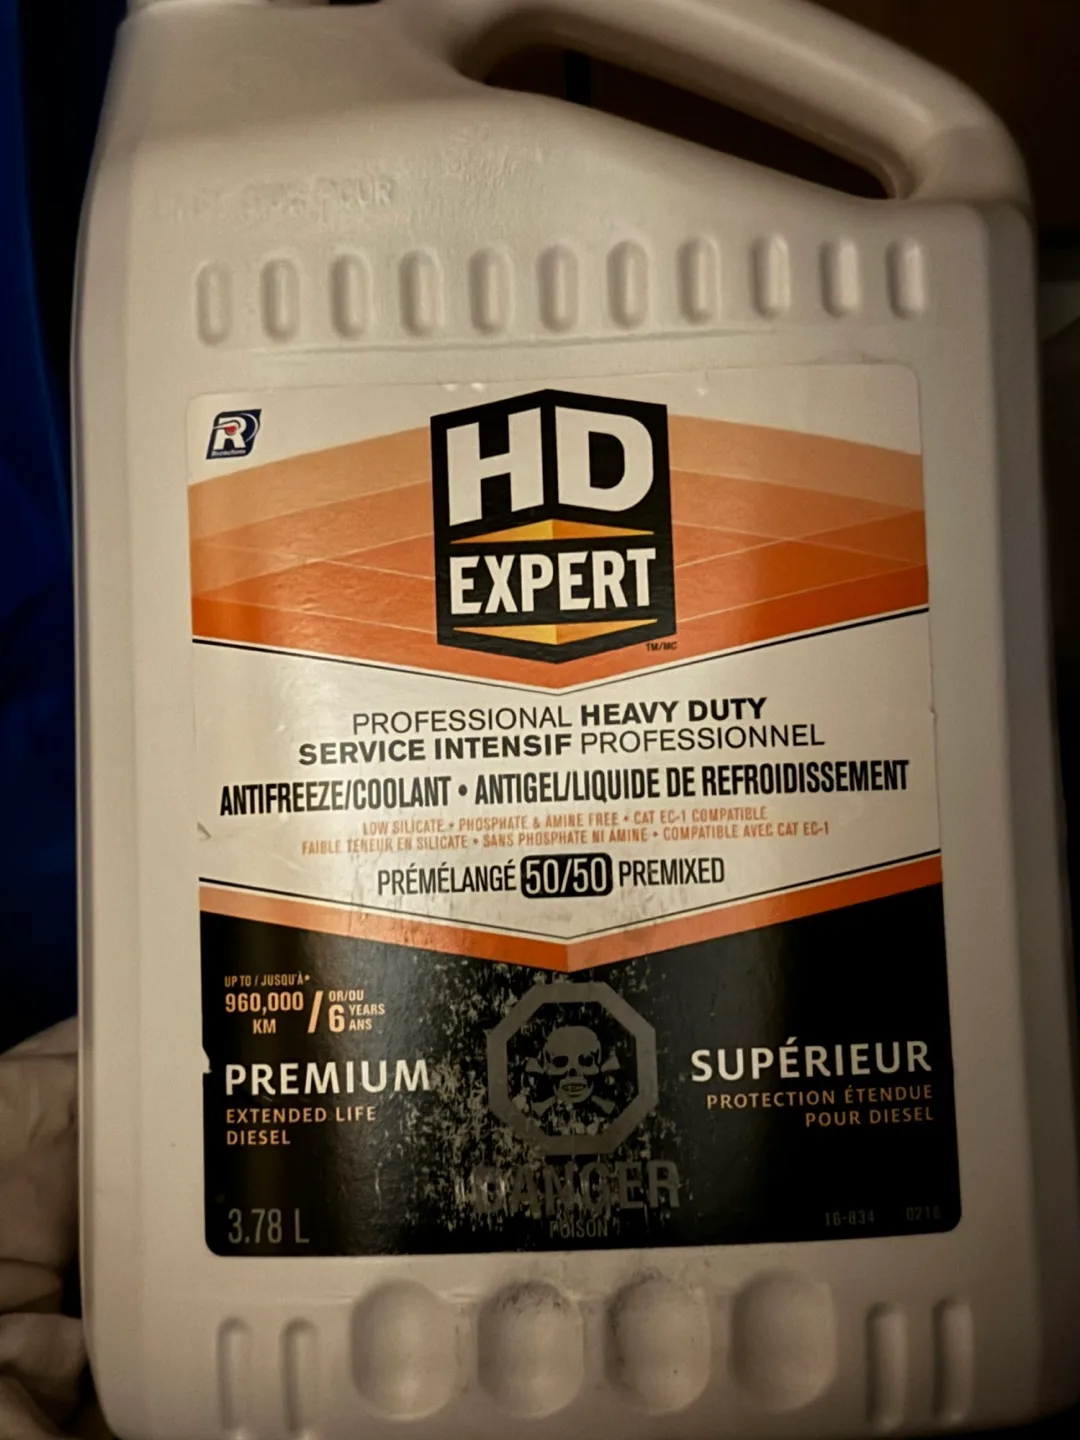 R
HD
EXPERT
TM/MC
PROFESSIONAL HEAVY DUTY
SERVICE INTENSIF PROFESSIONNEL
ANTIFREEZE/COOLANT • ANTIGEL/LIQUIDE DE REFROIDISSEMENT
LOW SILICATE • PHOSPHATE & AMINE FREE • CAT EC-1 COMPATIBLE
FAIBLE TENEUR EN SILICATE • SANS PHOSPHATE NI AMINE • COMPATIBLE AVEC CAT EC-1
PRÉMÉLANGÉ 50/50 PREMIXED
UP TO / JUSQU'À*
960,000 KM / OR/OU 6 YEARS ANS
PREMIUM
EXTENDED LIFE
DIESEL
SUPÉRIEUR
PROTECTION ÉTENDUE
POUR DIESEL
DANGER
POISON
3.78 L
16-834